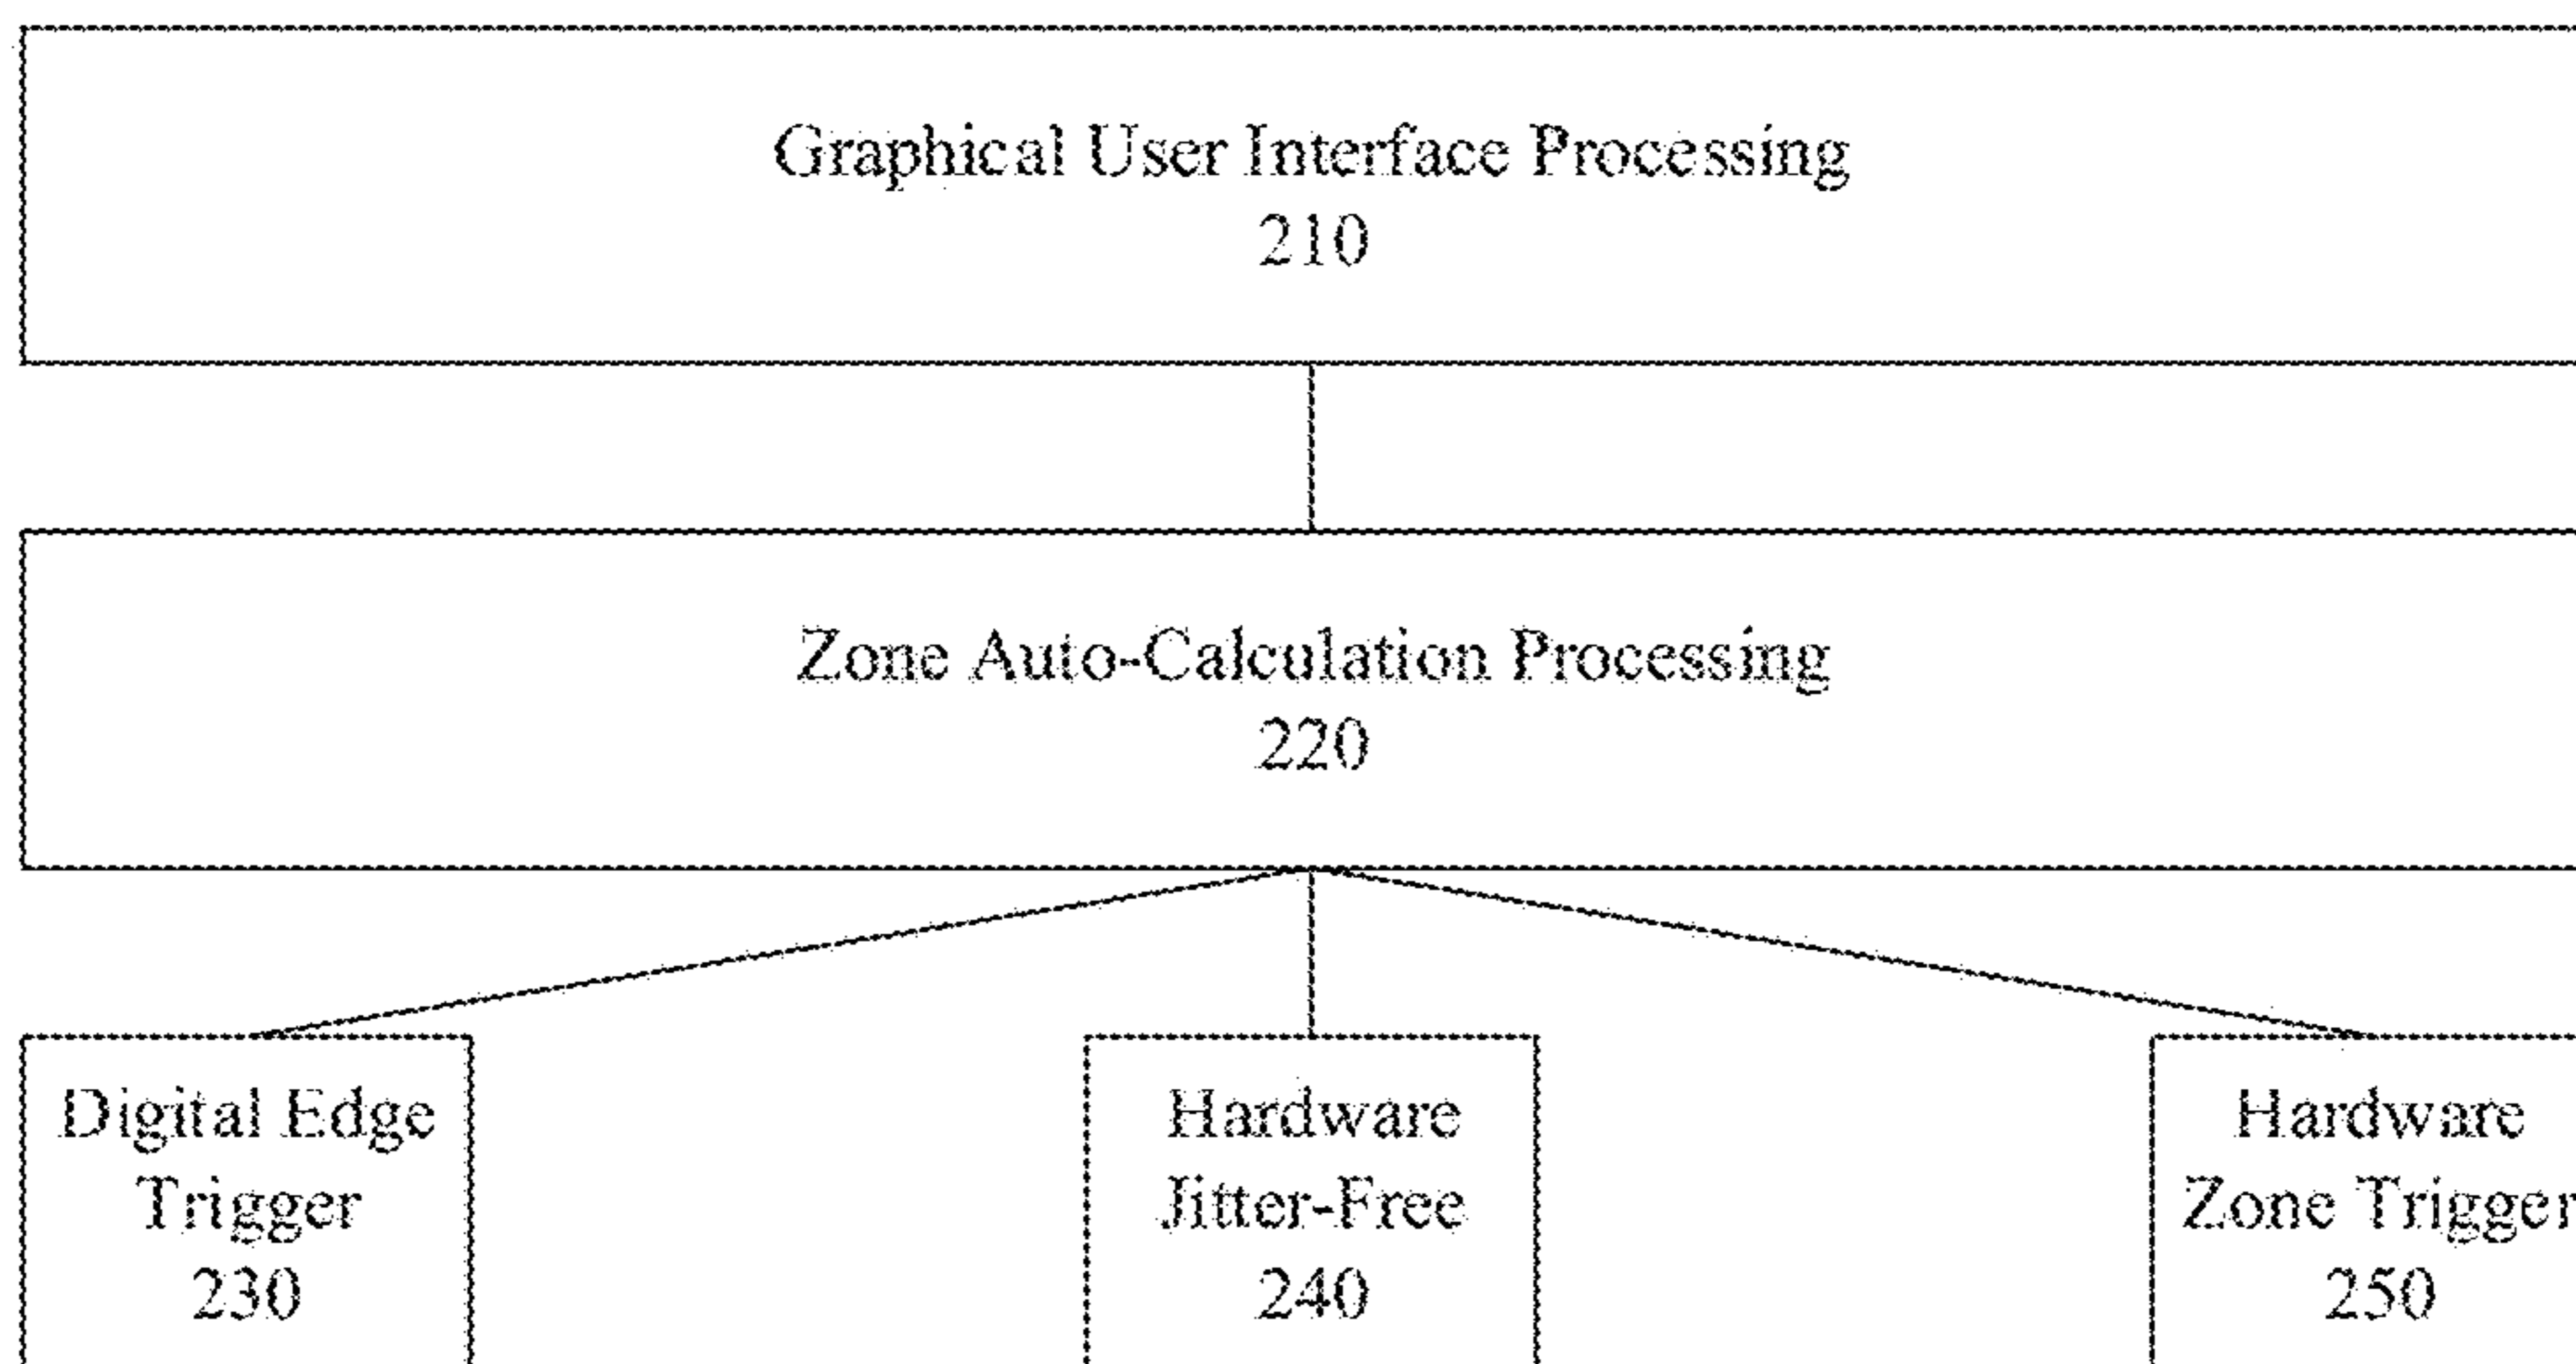 Graphical User Interface Processing
210
Zone Auto-Calculation Processing
220
Digital Edge
Trigger
230
Hardware
Jitter-Free
240
Hardware
Zone Trigger
250